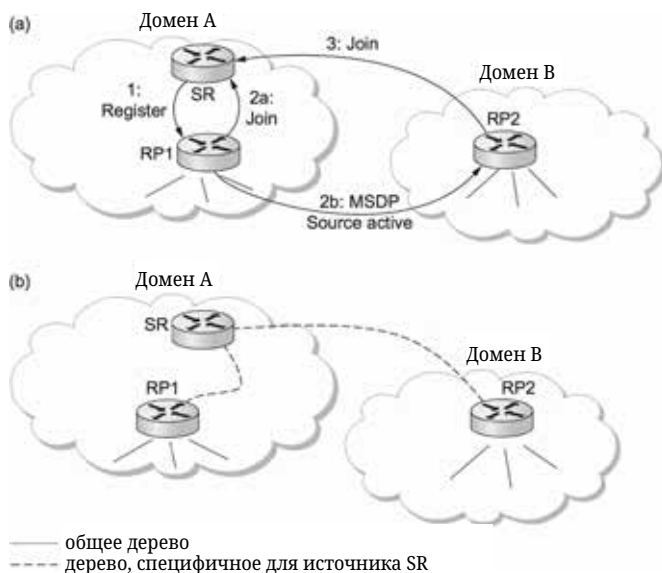 (a)
Домен A
3: Join
Домен B
SR
1:
Register
2a:
Join
RP1
RP2
2b: MSDP
Source active
(b)
Домен A
SR
Домен B
RP1
RP2
общее дерево
дерево, специфичное для источника SR